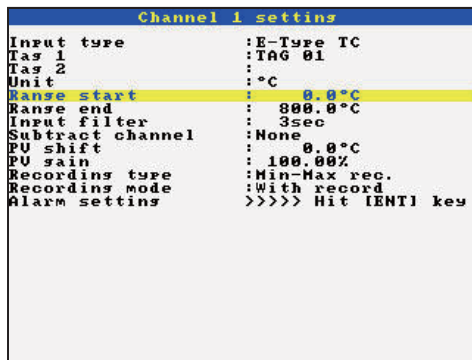 Channel 1 setting
Input type :E-Type TC
Tag 1 :TAG 01
Tag 2 :
Unit :°C
Range start : 0.0°C
Range end : 800.0°C
Input filter : 3sec
Subtract channel :None
PV shift : 0.0°C
PV gain : 100.00%
Recording type :Min-Max rec.
Recording mode :With record
Alarm setting >>>>> Hit [ENT] key